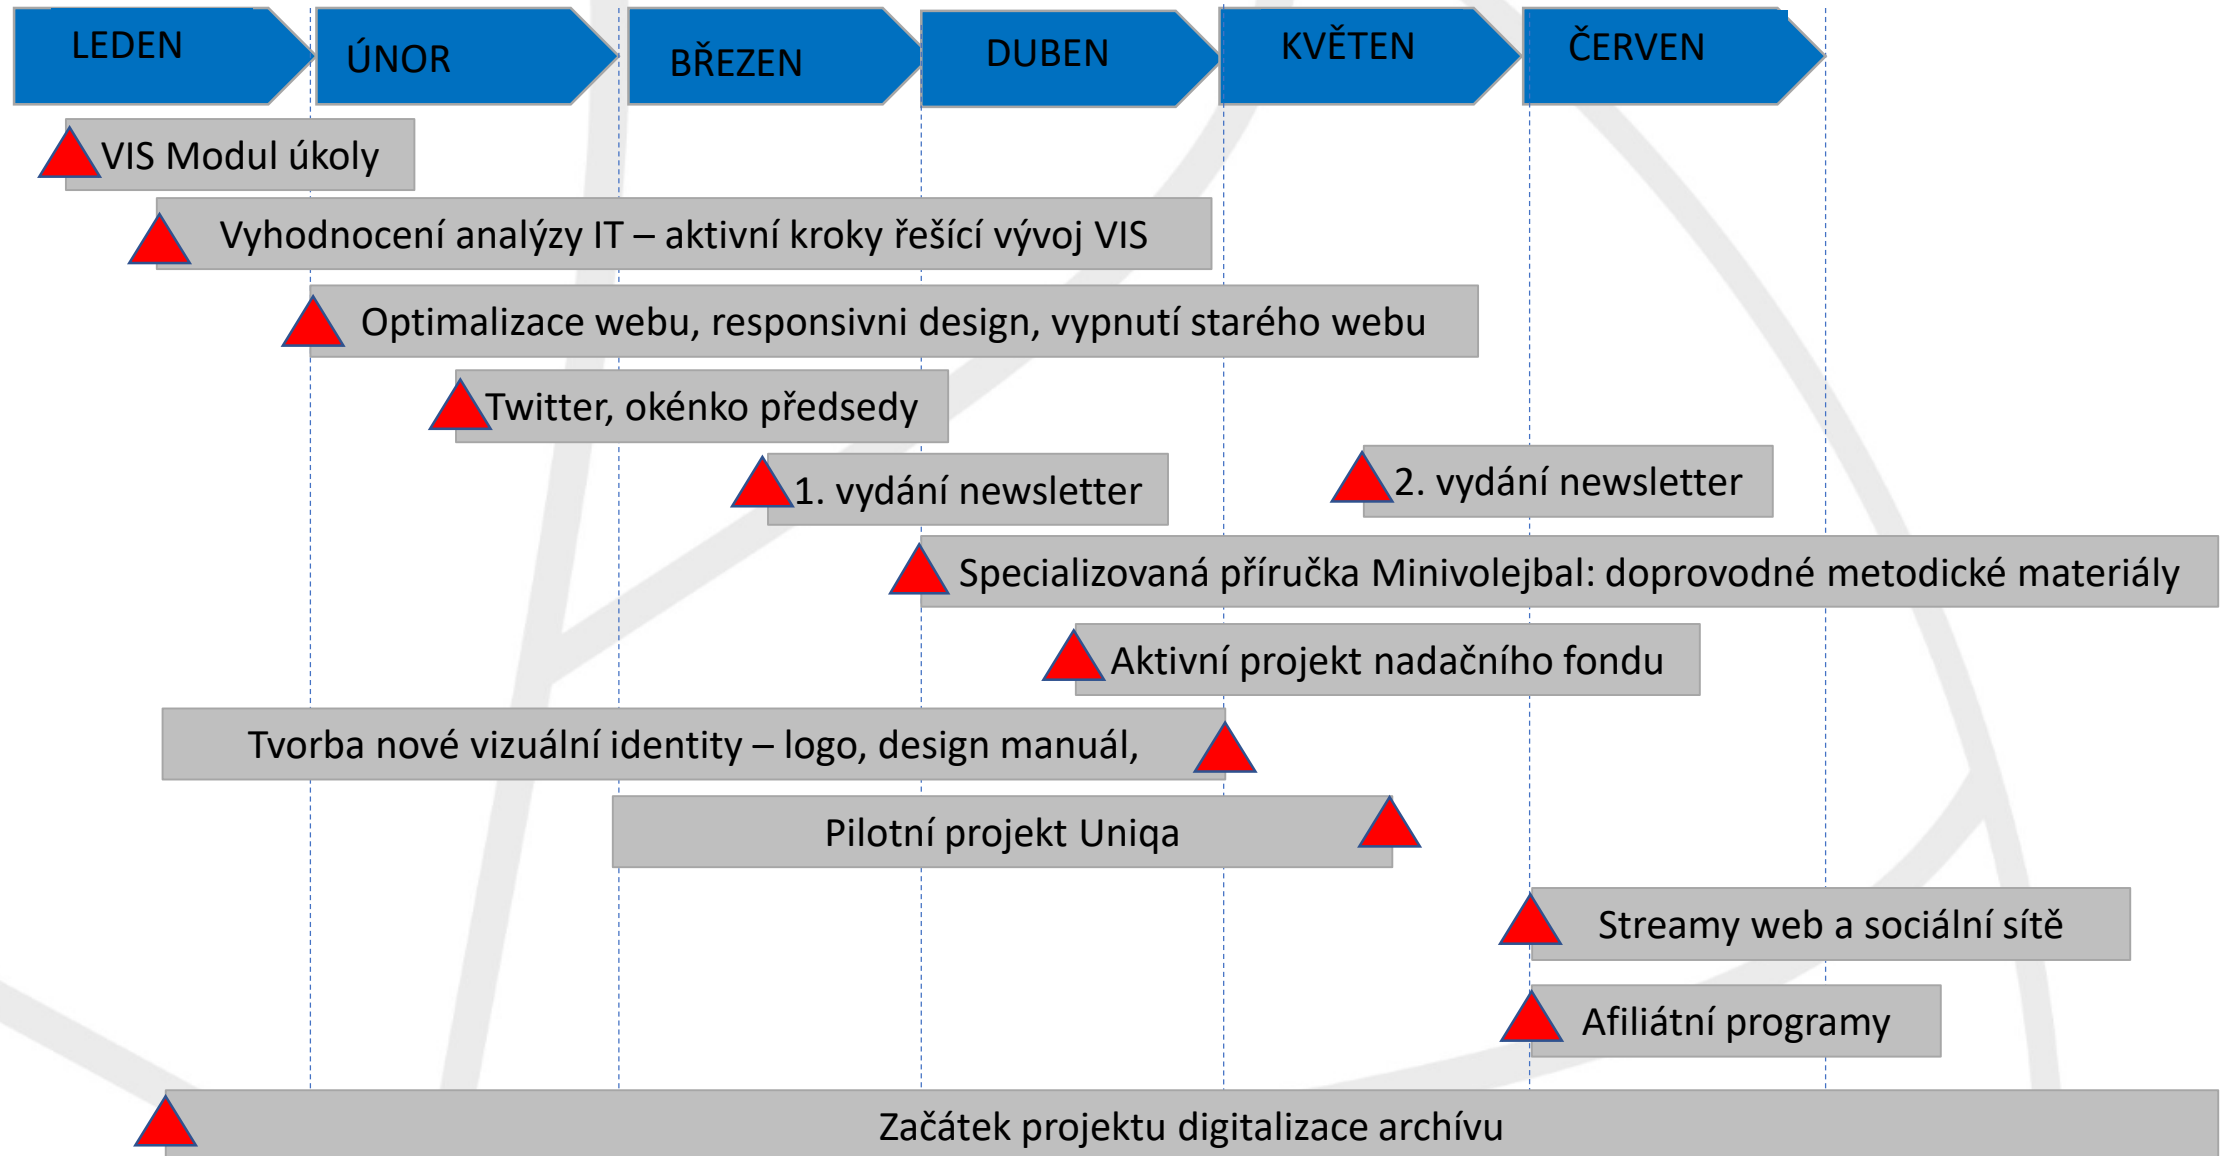 LEDEN
ÚNOR
BŘEZEN
DUBEN
KVĚTEN
ČERVEN
VIS Modul úkoly
Vyhodnocení analýzy IT – aktivní kroky řešící vývoj VIS
Optimalizace webu, responsivni design, vypnutí starého webu
Twitter, okénko předsedy
1. vydání newsletter
2. vydání newsletter
Specializovaná příručka Minivolejbal: doprovodné metodické materiály
Aktivní projekt nadačního fondu
Tvorba nové vizuální identity – logo, design manuál,
Pilotní projekt Uniqa
Streamy web a sociální sítě
Afiliátní programy
Začátek projektu digitalizace archívu